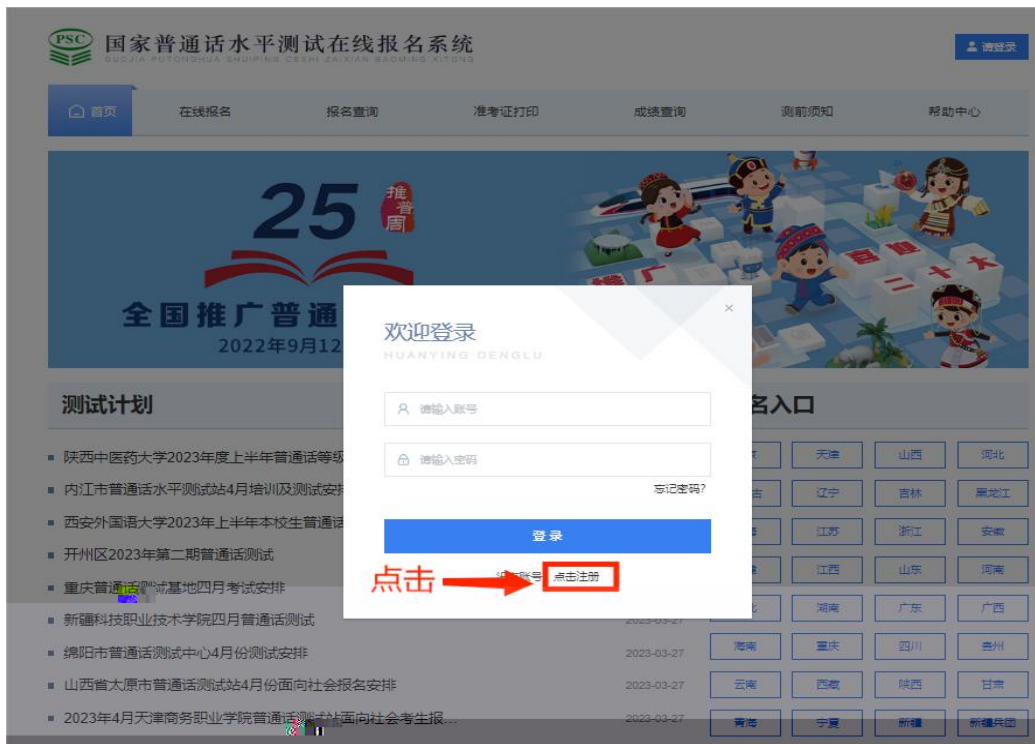 PSC 国家普通话水平测试在线报名系统
GUOJIA PUTONGHUA SHUIPING CESHI ZAIXIAN BAOMING XITONG
请登录
首页 在线报名 报名查询 准考证打印 成绩查询 测前须知 帮助中心
25 推普周
全国推广普通
2022年9月12
推广
喜迎二十大
欢迎登录
HUANYING DENGLU
请输入账号
请输入密码
忘记密码?
登录
点击 点击注册
测试计划
陕西中医药大学2023年度上半年普通话等级
内江市普通话水平测试站4月培训及测试安排
西安外国语大学2023年上半年本校生普通话
开州区2023年第二期普通话测试
重庆普通话测试基地四月考试安排
新疆科技职业技术学院四月普通话测试 2023-03-27
绵阳市普通话测试中心4月份测试安排 2023-03-27
山西省太原市普通话测试站4月份面向社会报名安排 2023-03-27
2023年4月天津商务职业学院普通话测试站面向社会考生报... 2023-03-27
名入口
天津 山西 河北
辽宁 吉林 黑龙江
江苏 浙江 安徽
江西 山东 河南
湖南 广东 广西
海南 重庆 四川 贵州
云南 西藏 陕西 甘肃
青海 宁夏 新疆 新疆兵团